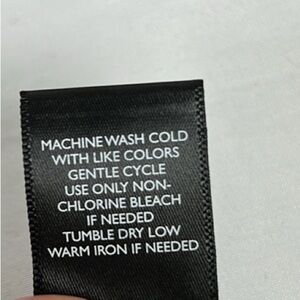 MACHINE WASH COLD
WITH LIKE COLORS
GENTLE CYCLE
USE ONLY NON-
CHLORINE BLEACH
IF NEEDED
TUMBLE DRY LOW
WARM IRON IF NEEDED